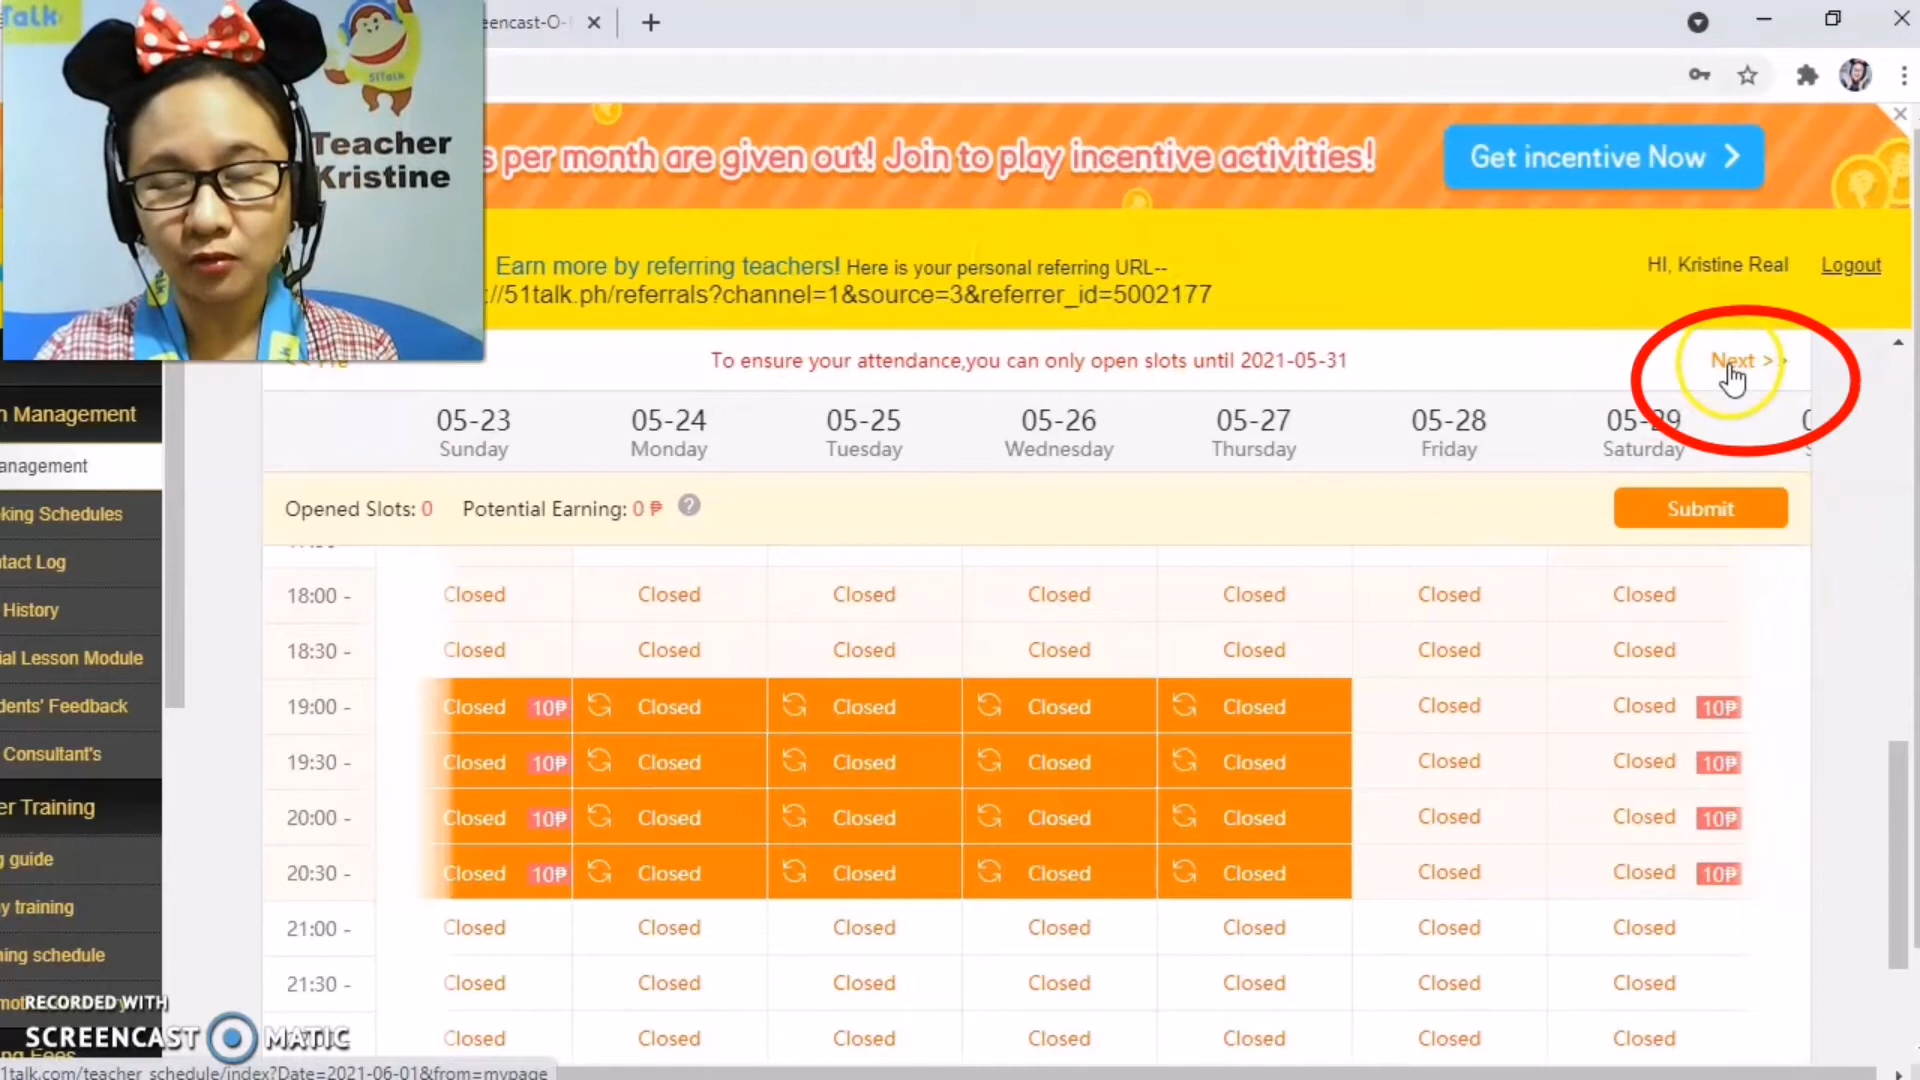 Talk
51Talk
Teacher
Kristine
eencast-O-
s per month are given out! Join to play incentive activities!
Get incentive Now
Earn more by referring teachers! Here is your personal referring URL--
://51talk.ph/referrals?channel=1&source=3&referrer_id=5002177
HI, Kristine Real
Logout
To ensure your attendance,you can only open slots until 2021-05-31
Next >
05-23 05-24 05-25 05-26 05-27 05-28 05-29
Sunday Monday Tuesday Wednesday Thursday Friday Saturday
Opened Slots: 0 Potential Earning: 0 ₱ ?
Submit
18:00 - Closed Closed Closed Closed Closed Closed Closed
18:30 - Closed Closed Closed Closed Closed Closed Closed
19:00 - Closed 10₱ Closed Closed Closed Closed Closed Closed 10₱
19:30 - Closed 10₱ Closed Closed Closed Closed Closed Closed 10₱
20:00 - Closed 10₱ Closed Closed Closed Closed Closed Closed 10₱
20:30 - Closed 10₱ Closed Closed Closed Closed Closed Closed 10₱
21:00 - Closed Closed Closed Closed Closed Closed Closed
21:30 - Closed Closed Closed Closed Closed Closed Closed
Closed Closed Closed Closed Closed Closed Closed
n Management
anagement
king Schedules
tact Log
History
ial Lesson Module
dents' Feedback
Consultant's
er Training
g guide
y training
ning schedule
RECORDED WITH
SCREENCAST MATIC
1talk.com/teacher_schedule/index?Date=2021-06-01&from=mypage